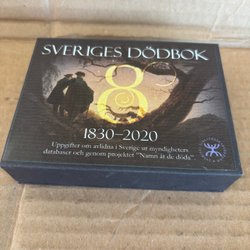 SVERIGES DÖDBOK
8
1830–2020
Uppgifter om avlidna i Sverige ur myndigheters
databaser och genom projektet "Namn åt de döda".